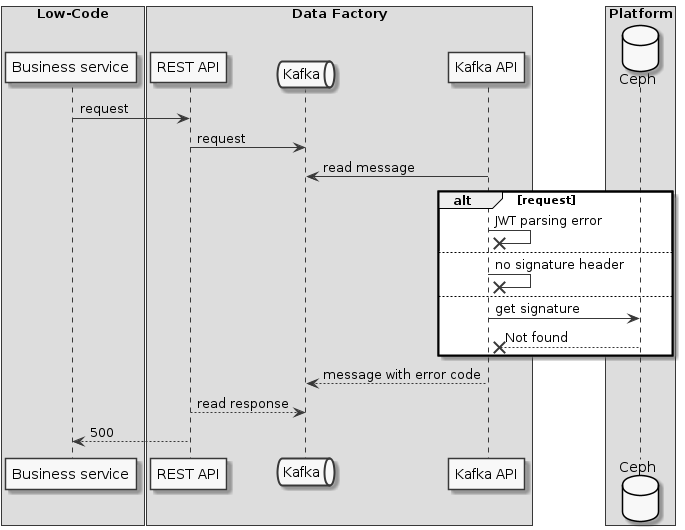 Low-Code
Data Factory
Platform
Business service
REST API
Kafka
Kafka API
Ceph
request
request
read message
alt
[request]
JWT parsing error
no signature header
get signature
Not found
message with error code
read response
500
Business service
REST API
Kafka
Kafka API
Ceph